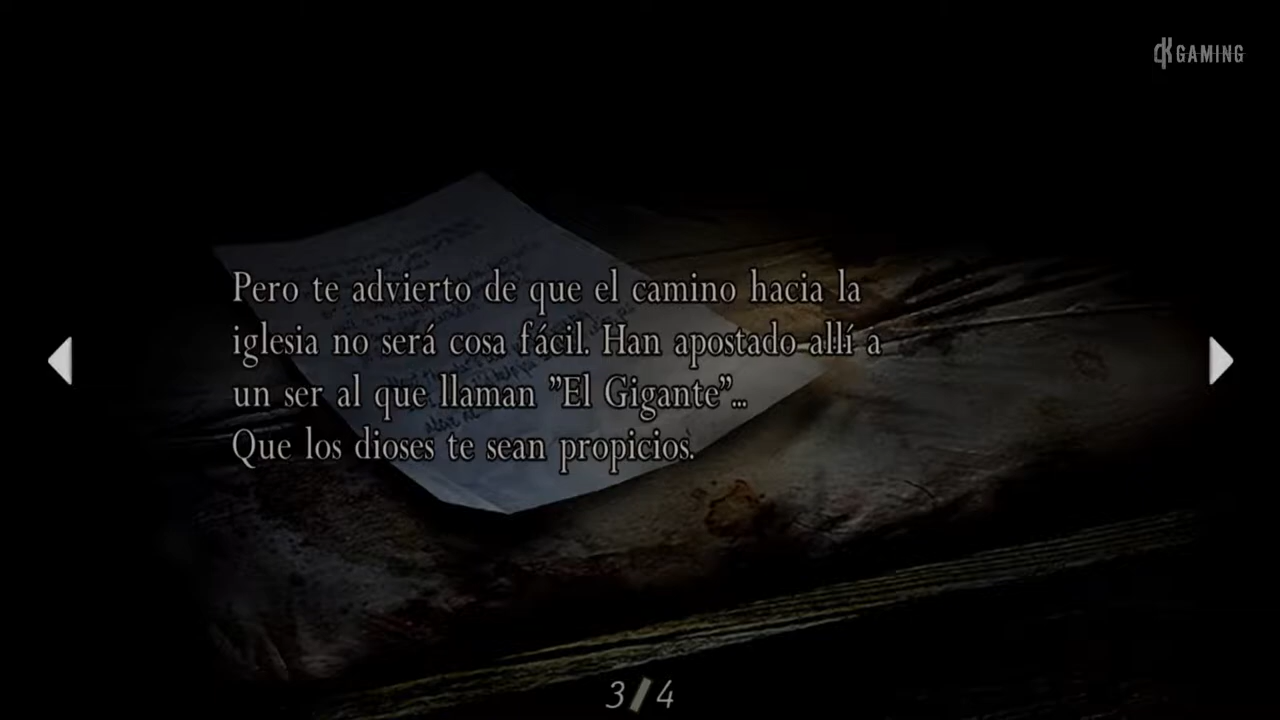 GAMING
Pero te advierto de que el camino hacia la
iglesia no será cosa fácil. Han apostado allí a
un ser al que llaman "El Gigante"...
Que los dioses te sean propicios.
3/4